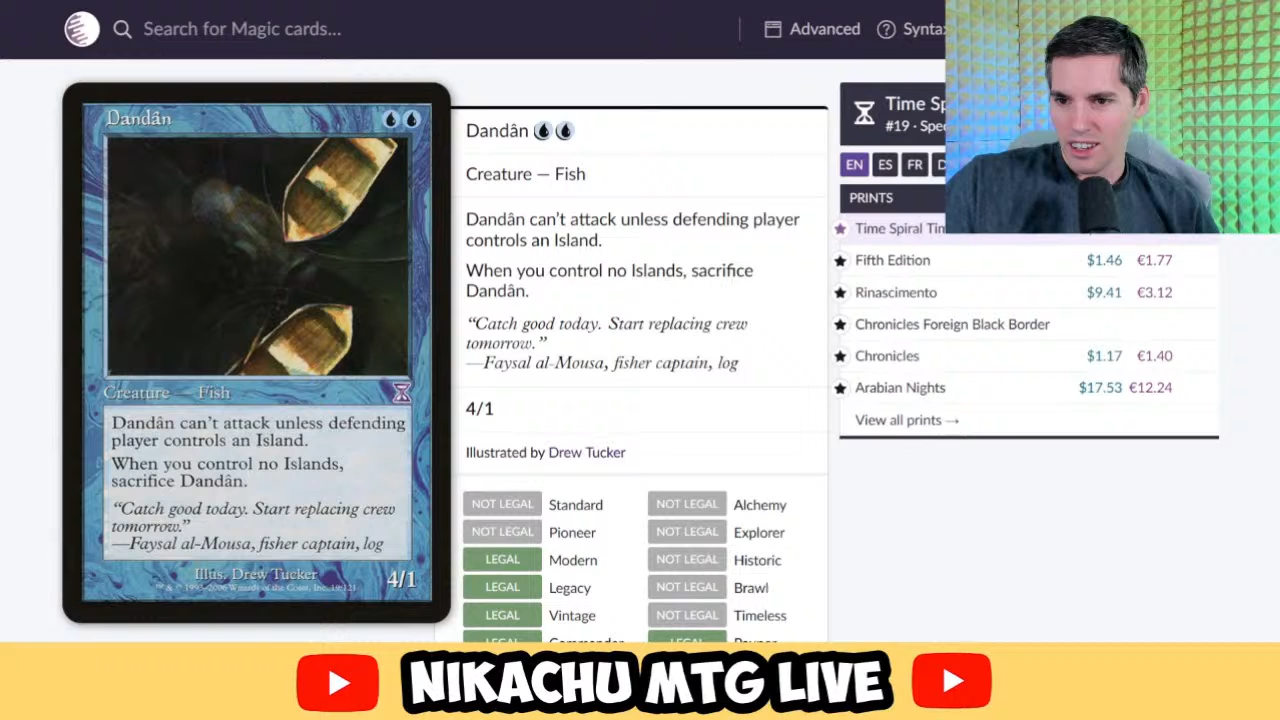 Search for Magic cards...
Advanced
Dandân
Dandân
Creature — Fish
Dandân can't attack unless defending player
controls an Island.
When you control no Islands, sacrifice
Dandân.
“Catch good today. Start replacing crew
tomorrow.”
—Faysal al-Mousa, fisher captain, log
4/1
Illustrated by Drew Tucker
NOT LEGAL Standard NOT LEGAL Alchemy
NOT LEGAL Pioneer NOT LEGAL Explorer
LEGAL Modern NOT LEGAL Historic
LEGAL Legacy NOT LEGAL Brawl
LEGAL Vintage NOT LEGAL Timeless
Creature — Fish
Dandân can't attack unless defending
player controls an Island.
When you control no Islands,
sacrifice Dandân.
“Catch good today. Start replacing crew
tomorrow.”
—Faysal al-Mousa, fisher captain, log
Illus. Drew Tucker
4/1
#19
EN ES FR
PRINTS
Time Spiral
Fifth Edition $1.46 €1.77
Rinascimento $9.41 €3.12
Chronicles Foreign Black Border
Chronicles $1.17 €1.40
Arabian Nights $17.53 €12.24
View all prints →
NIKACHU MTG LIVE